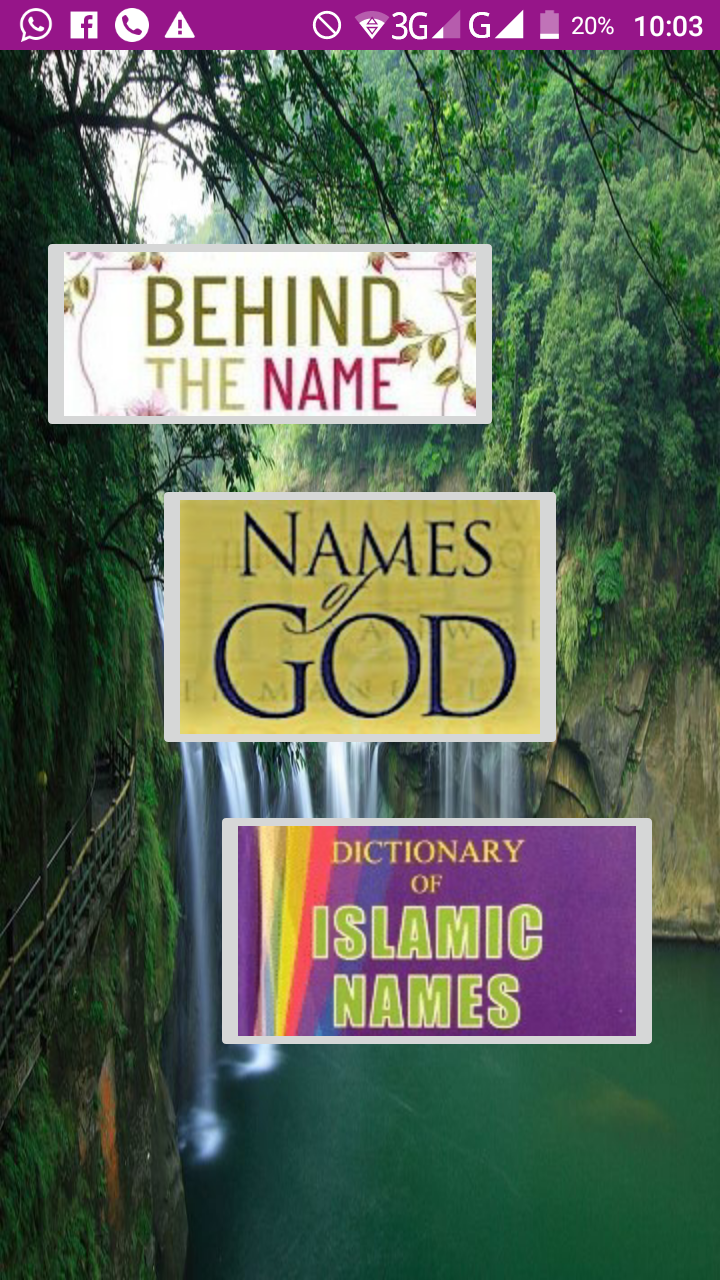 3G G 20% 10:03
BEHIND
THE NAME
NAMES
of
GOD
DICTIONARY
OF
ISLAMIC
NAMES